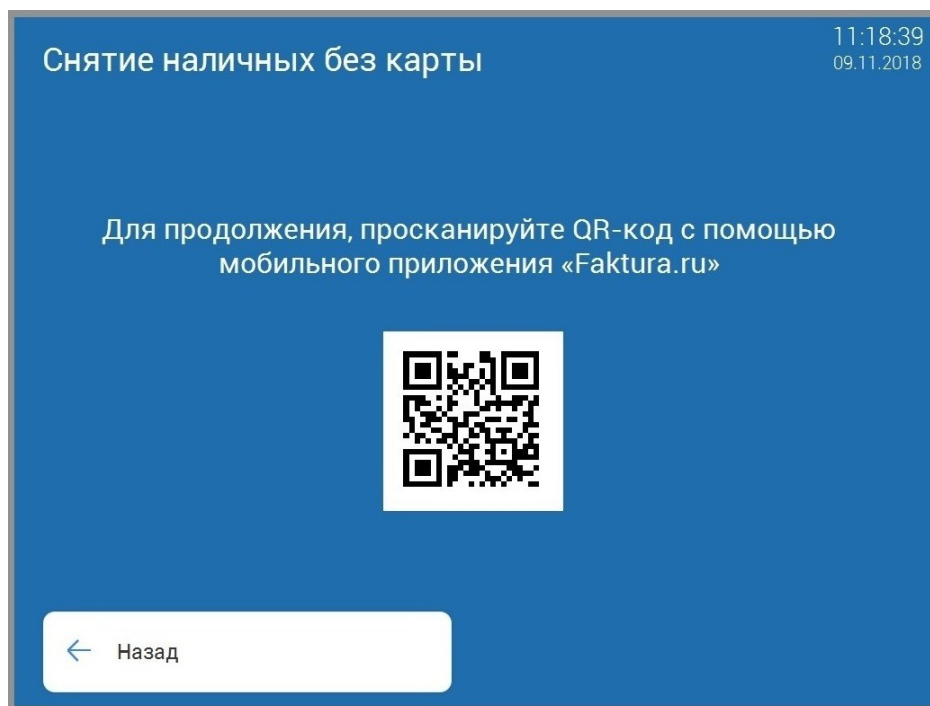 Снятие наличных без карты
11:18:39
09.11.2018
Для продолжения, просканируйте QR-код с помощью
мобильного приложения «Faktura.ru»
Назад